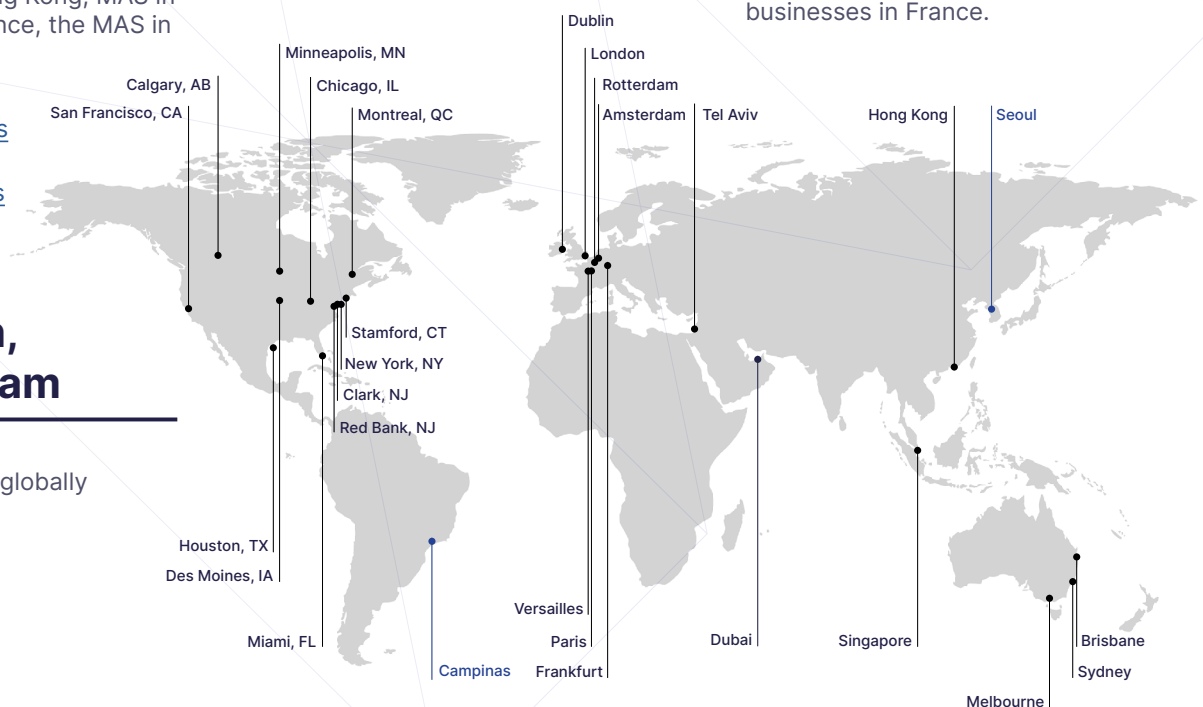 ng Kong, MAS in
nce, the MAS in
businesses in France.
Dublin
London
Minneapolis, MN
Calgary, AB
Chicago, IL
Rotterdam
San Francisco, CA
Montreal, QC
Amsterdam
Tel Aviv
Hong Kong
Seoul
s
s
Stamford, CT
New York, NY
Clark, NJ
Red Bank, NJ
,
am
globally
Houston, TX
Des Moines, IA
Miami, FL
Campinas
Versailles
Paris
Frankfurt
Dubai
Singapore
Brisbane
Sydney
Melbourne